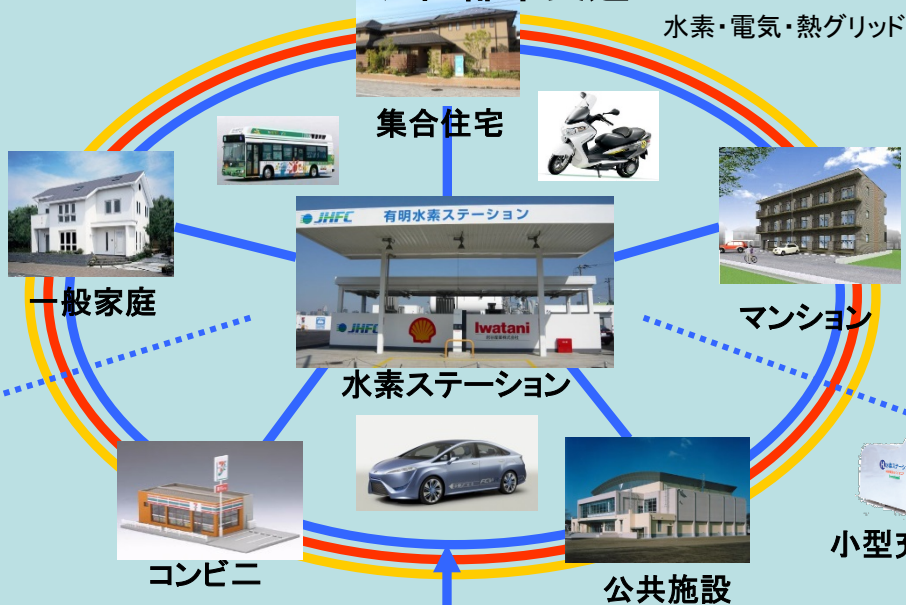 水素・電気・熱グリッド
集合住宅
JHFC 有明水素ステーション
一般家庭
マンション
JHFC
Iwatani
水素ステーション
コンビニ
公共施設
小型